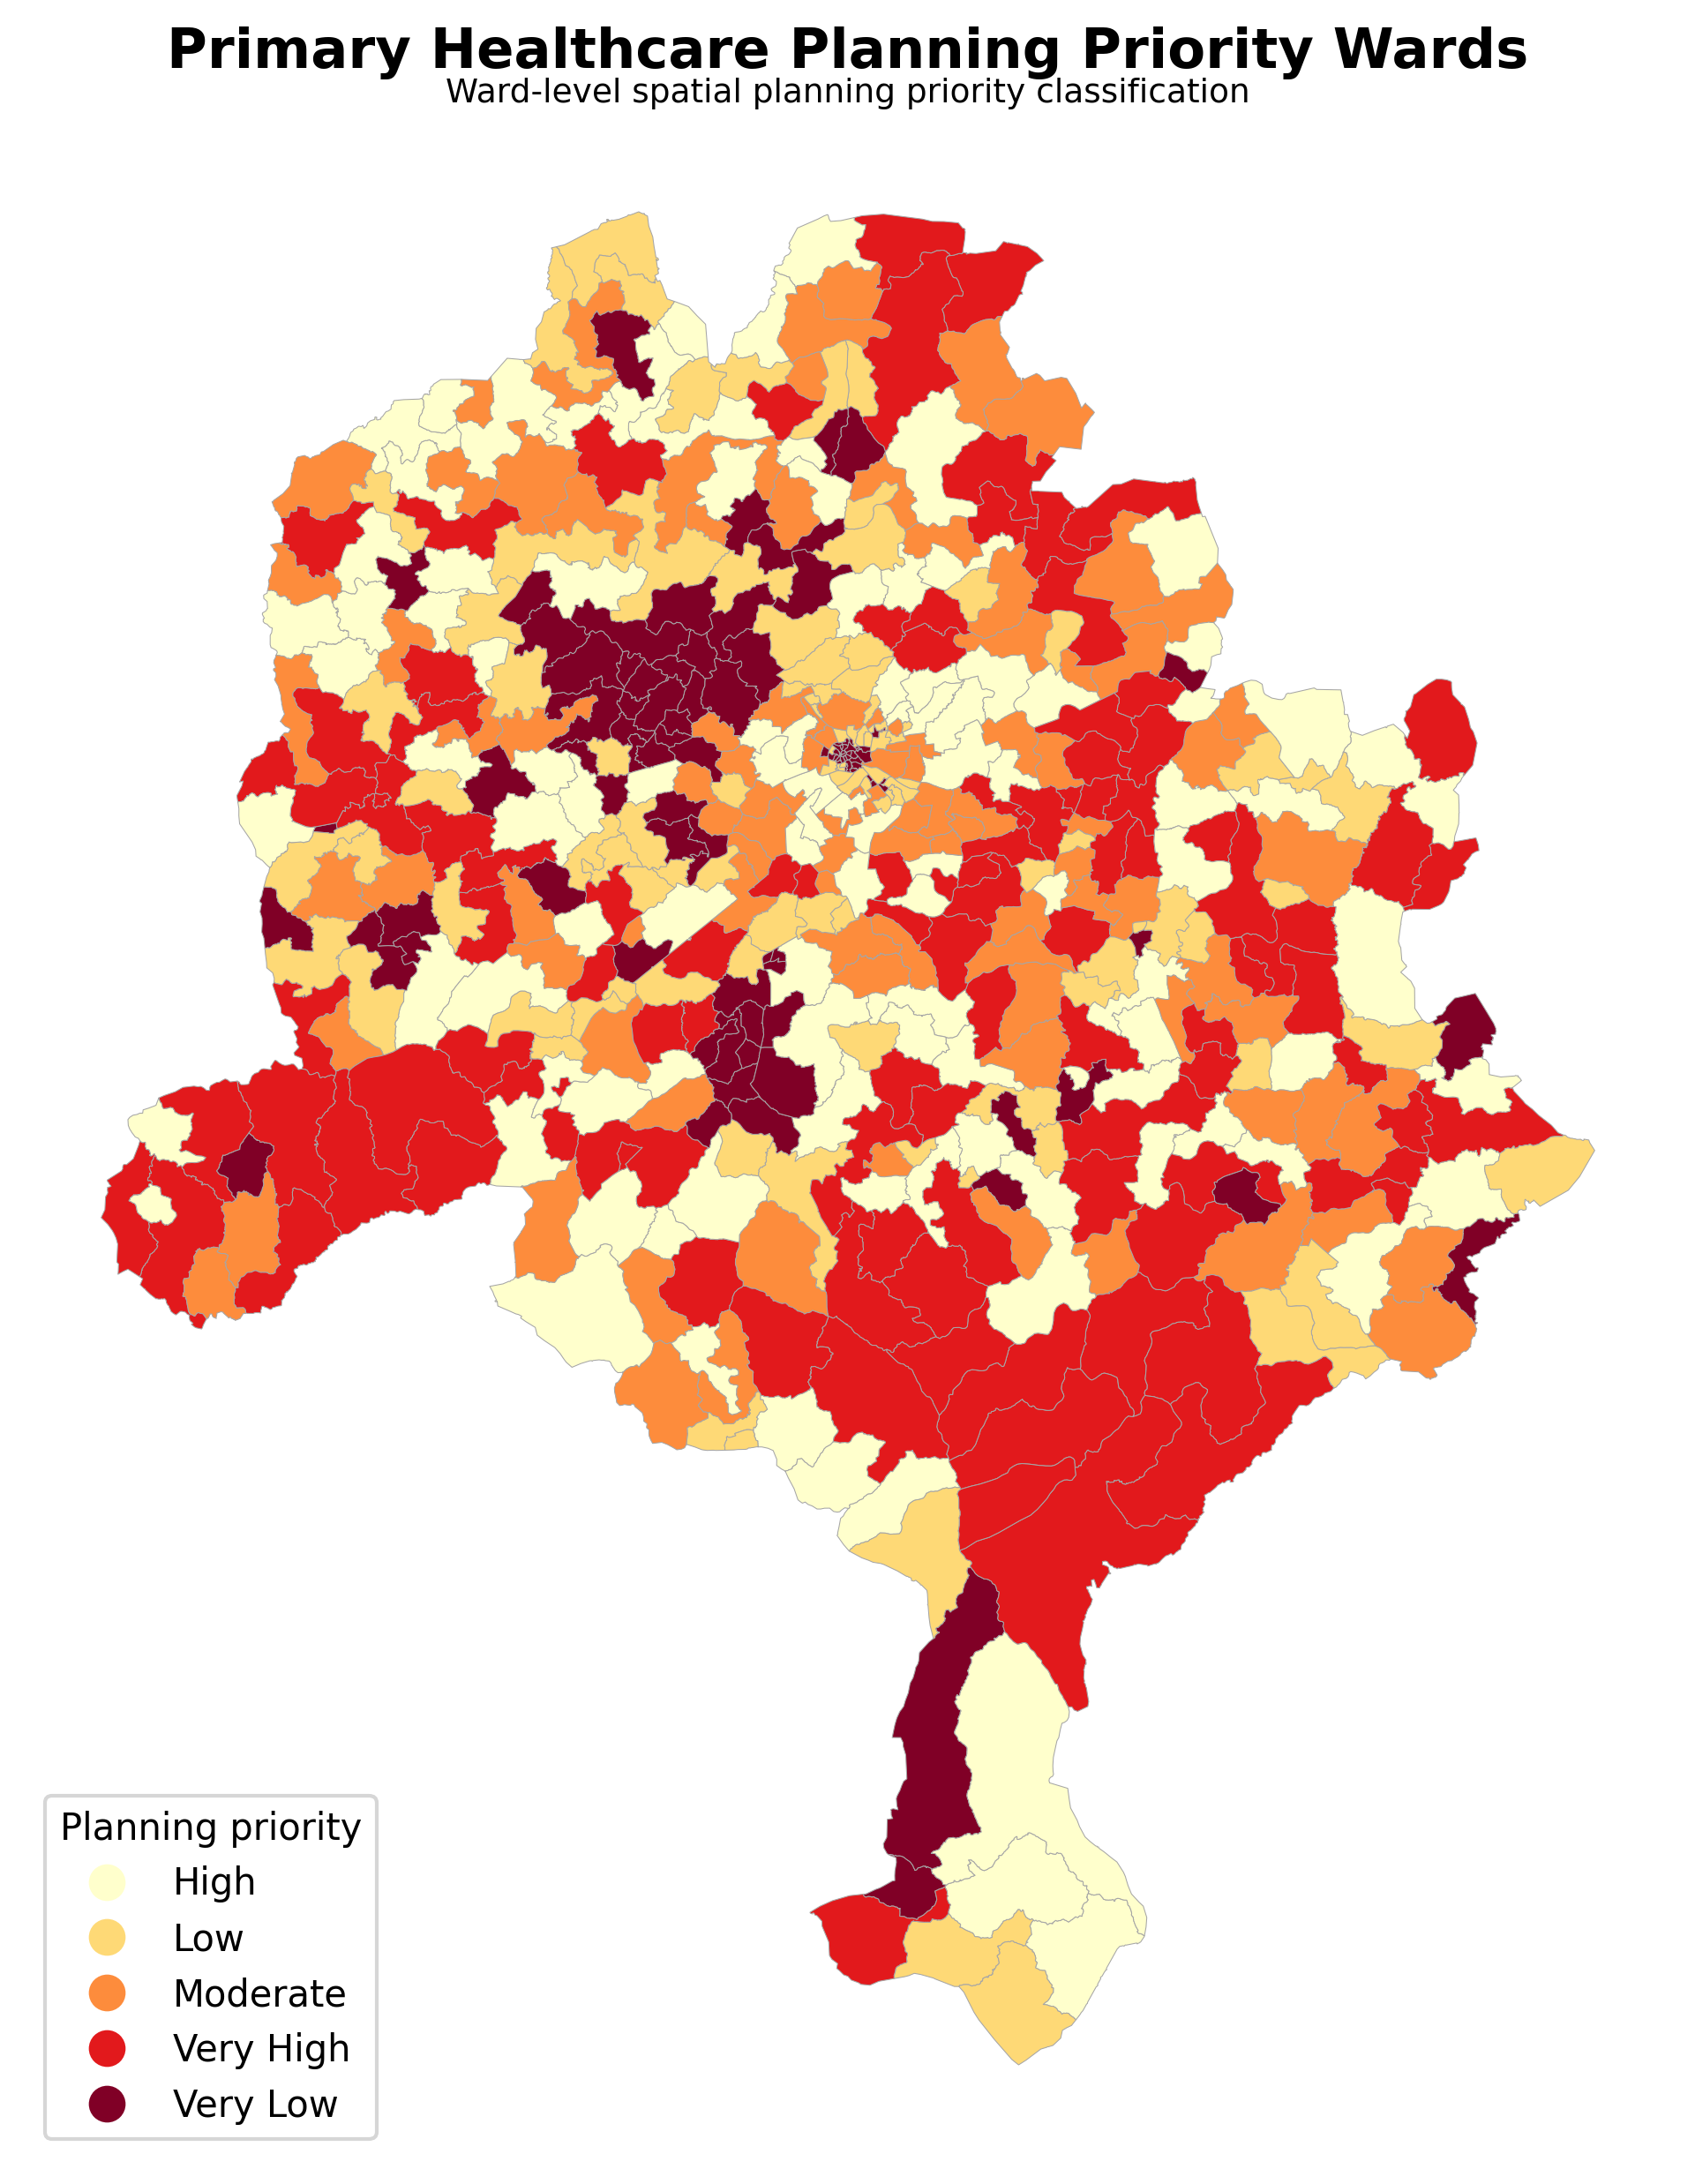 Primary Healthcare Planning Priority Wards
Ward-level spatial planning priority classification
Planning priority
High
Low
Moderate
Very High
Very Low